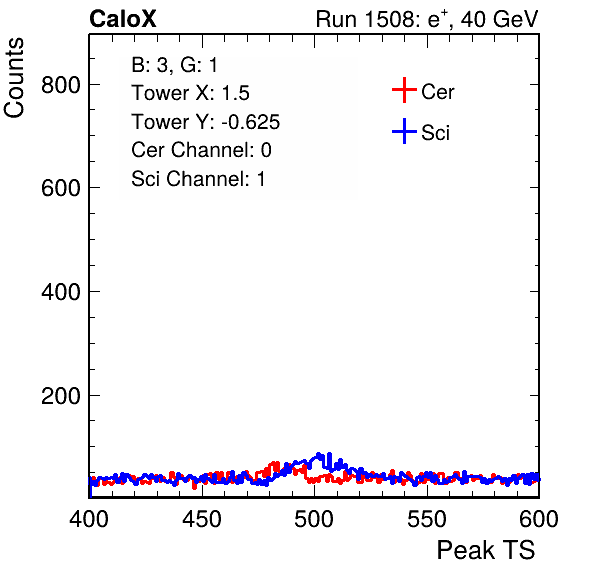 CaloX Run 1508: e+, 40 GeV
Counts
B: 3, G: 1
Tower X: 1.5
Tower Y: -0.625
Cer Channel: 0
Sci Channel: 1
Cer
Sci
800
600
400
200
400 450 500 550 600
Peak TS